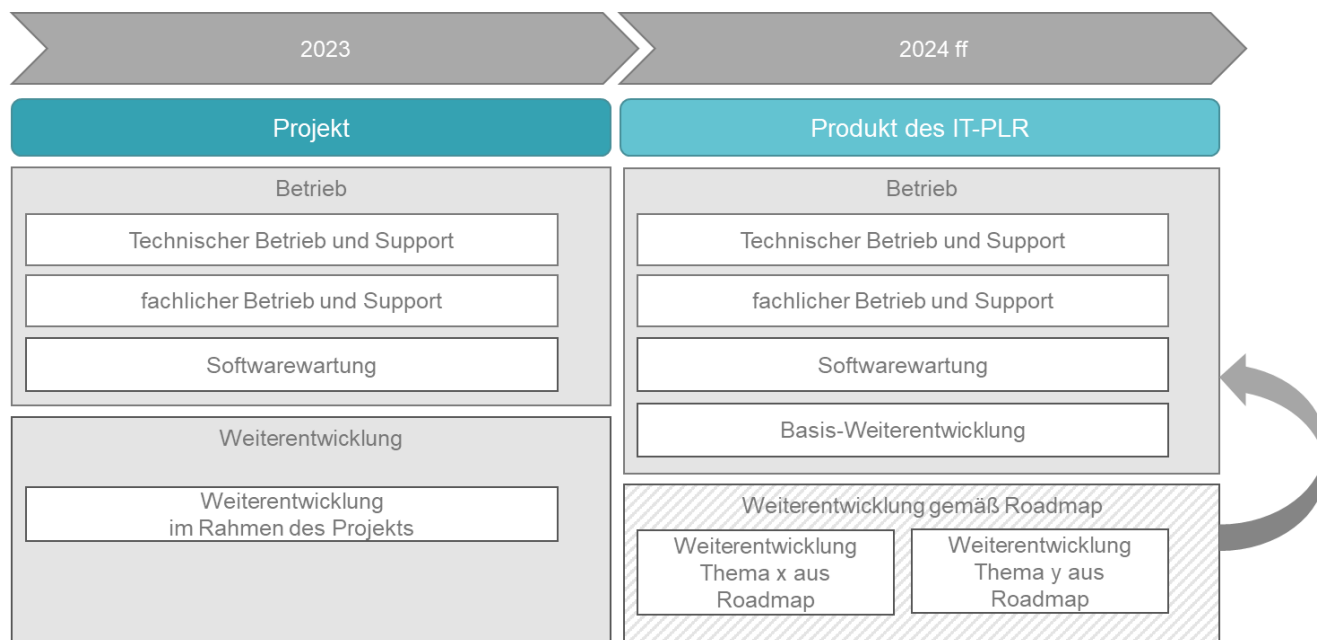 2023
2024 ff
Projekt
Produkt des IT-PLR
Betrieb
Technischer Betrieb und Support
fachlicher Betrieb und Support
Softwarewartung
Weiterentwicklung
Weiterentwicklung
im Rahmen des Projekts
Betrieb
Technischer Betrieb und Support
fachlicher Betrieb und Support
Softwarewartung
Basis-Weiterentwicklung
Weiterentwicklung gemäß Roadmap
Weiterentwicklung
Thema x aus
Roadmap
Weiterentwicklung
Thema y aus
Roadmap